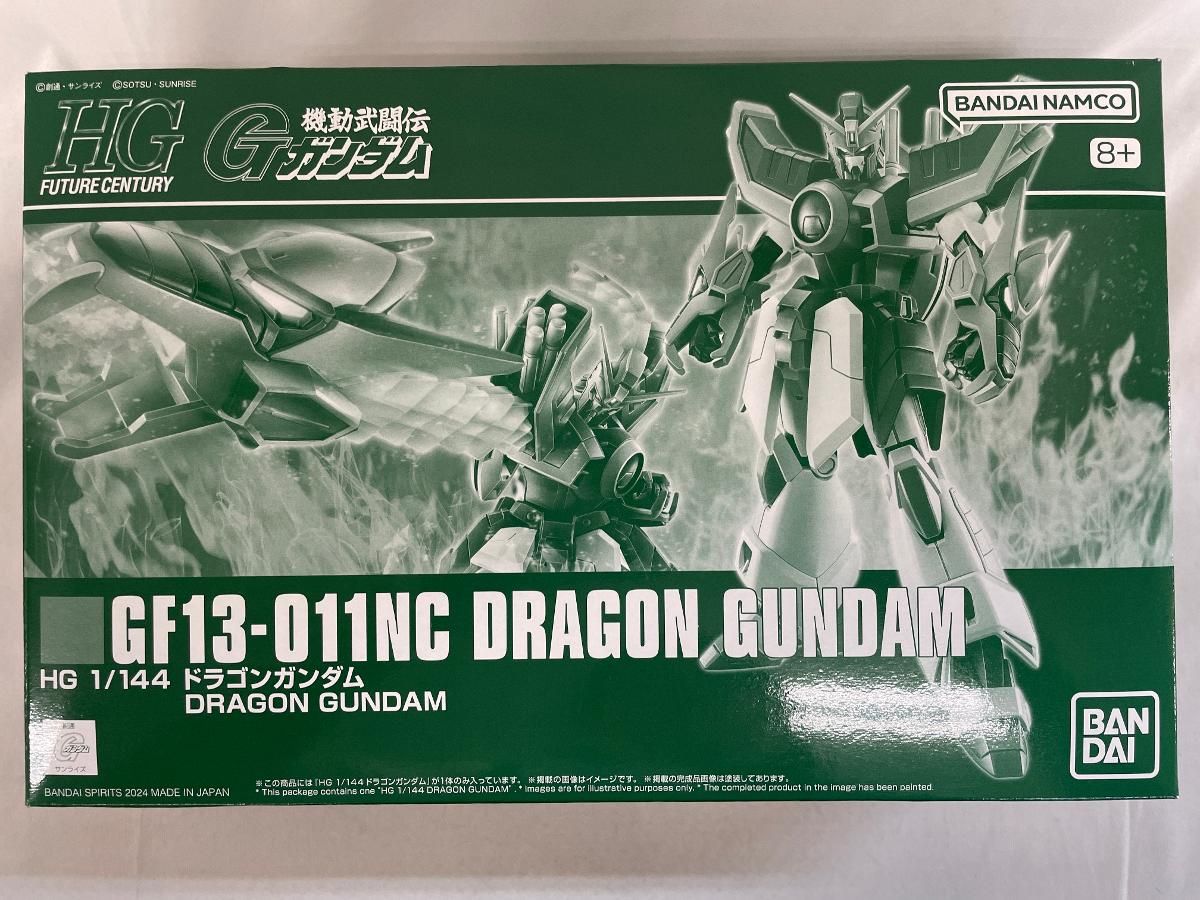 ©創通・サンライズ ©SOTSU・SUNRISE
HG
FUTURE CENTURY
機動武闘伝
Gガンダム
BANDAI NAMCO
8+
GF13-011NC DRAGON GUNDAM
HG 1/144 ドラゴンガンダム
DRAGON GUNDAM
創通
Gガンダム
サンライズ
BANDAI SPIRITS 2024 MADE IN JAPAN
※この商品には「HG 1/144 ドラゴンガンダム」が1体のみ入っています。 ※掲載の画像はイメージです。 ※掲載の完成品画像は塗装してあります。
* This package contains one "HG 1/144 DRAGON GUNDAM". * Images are for illustrative purposes only. * The completed product in the image has been painted.
BAN
DAI